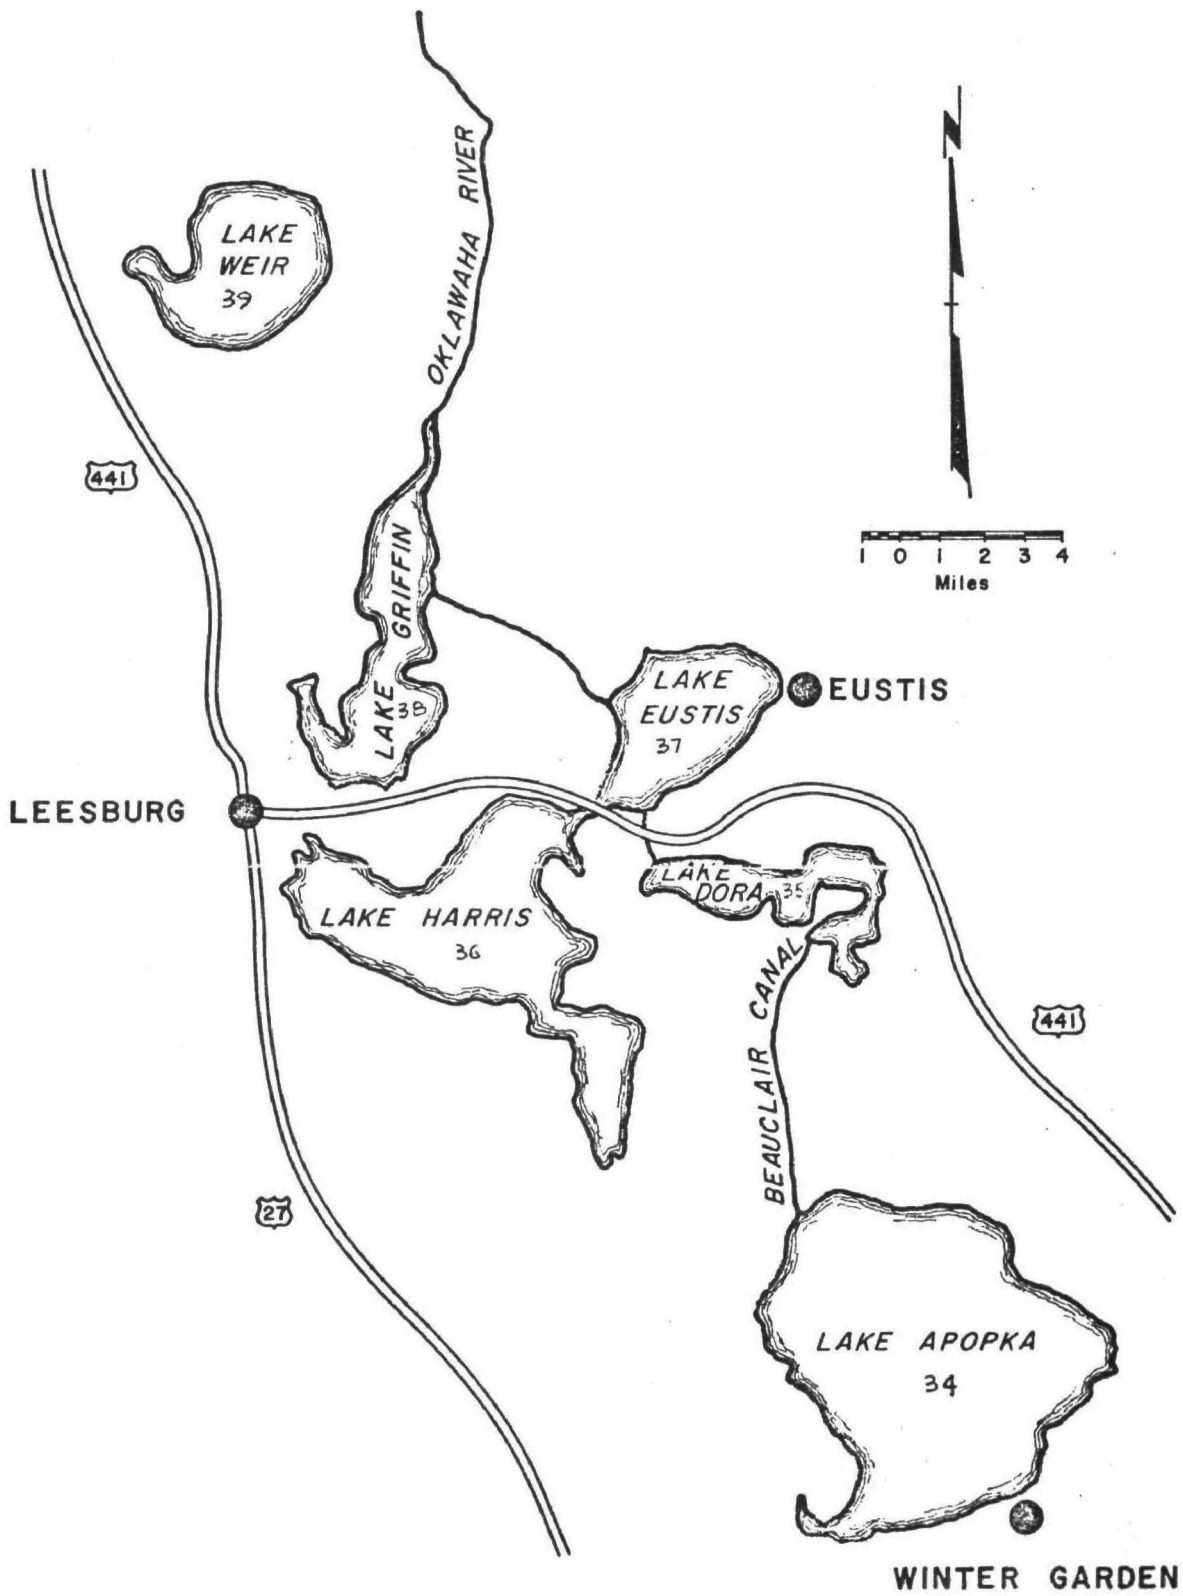 N
OKLAWAHA RIVER
LAKE
WEIR
39
441
LAKE GRIFFIN
38
1 0 1 2 3 4
Miles
LAKE
EUSTIS
37
EUSTIS
LEESBURG
LAKE
DORA 35
LAKE HARRIS
36
BEAUCLAIR CANAL
441
27
LAKE APOPKA
34
WINTER GARDEN